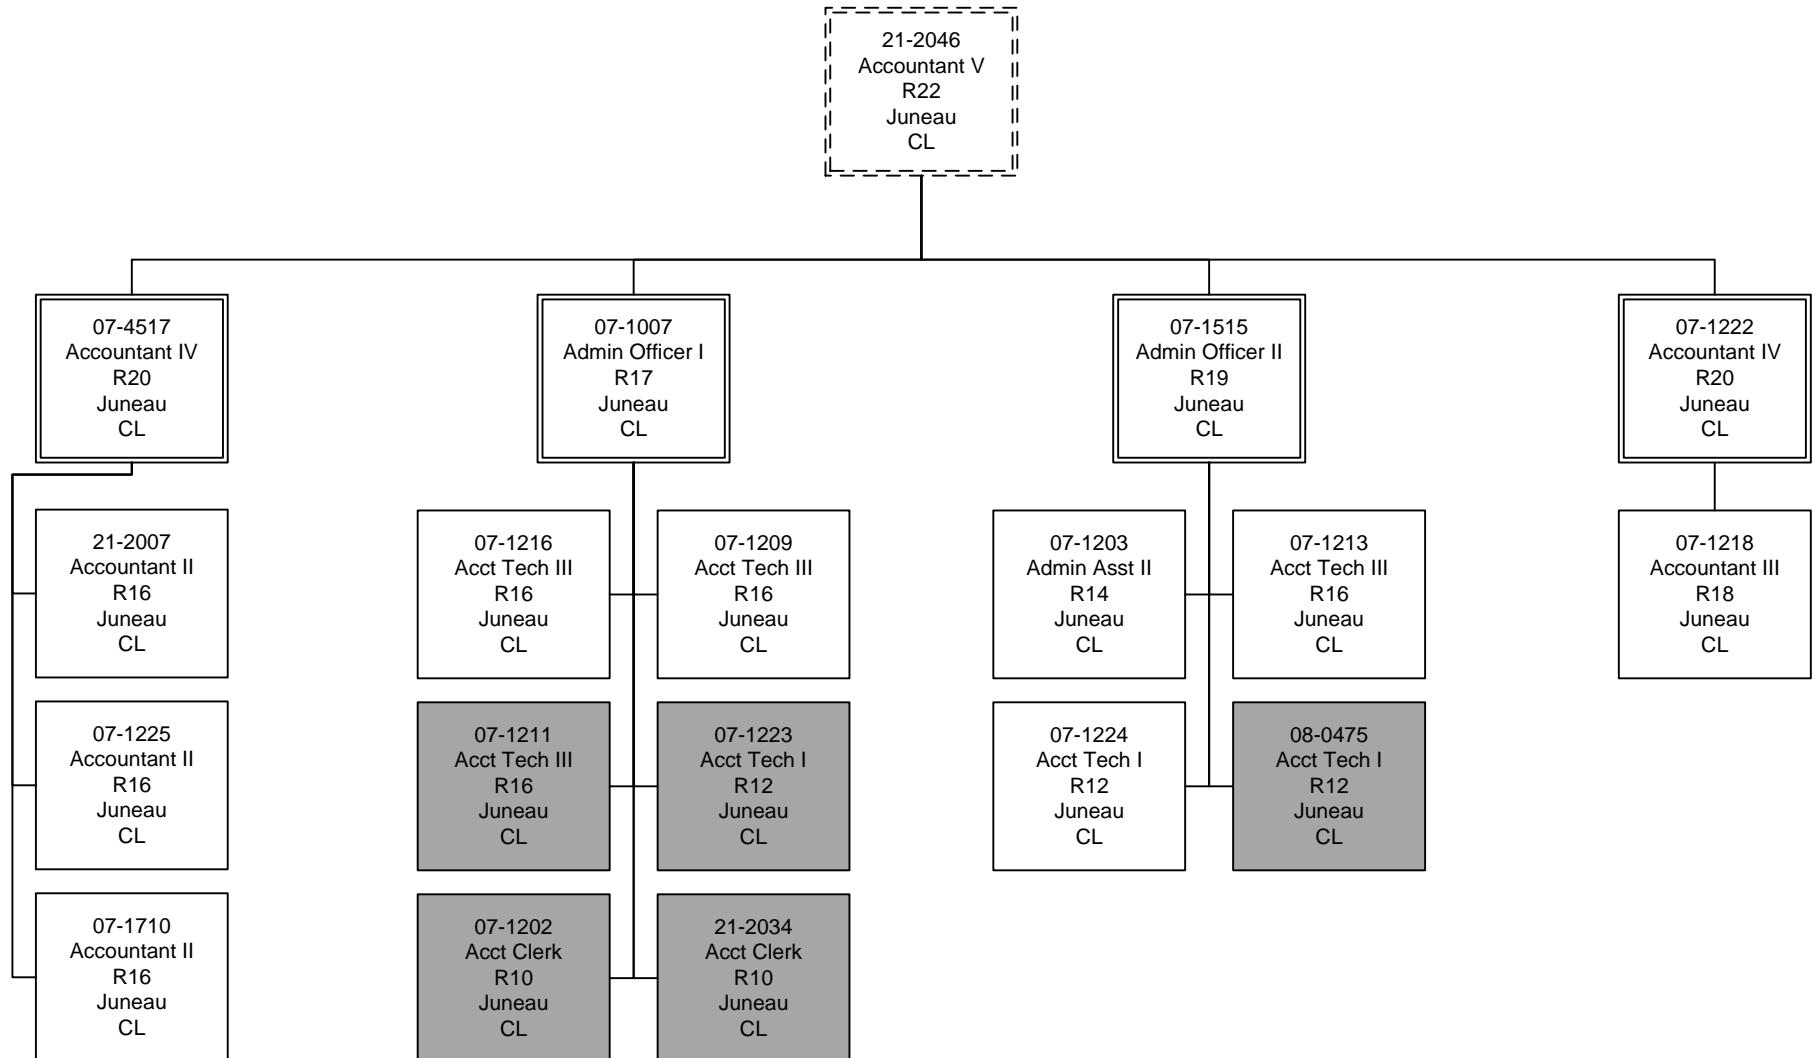 21-2046
Accountant V
R22
Juneau
CL
07-4517
Accountant IV
R20
Juneau
CL
07-1007
Admin Officer I
R17
Juneau
CL
07-1515
Admin Officer II
R19
Juneau
CL
07-1222
Accountant IV
R20
Juneau
CL
21-2007
Accountant II
R16
Juneau
CL
07-1216
Acct Tech III
R16
Juneau
CL
07-1209
Acct Tech III
R16
Juneau
CL
07-1203
Admin Asst II
R14
Juneau
CL
07-1213
Acct Tech III
R16
Juneau
CL
07-1218
Accountant III
R18
Juneau
CL
07-1225
Accountant II
R16
Juneau
CL
07-1211
Acct Tech III
R16
Juneau
CL
07-1223
Acct Tech I
R12
Juneau
CL
07-1224
Acct Tech I
R12
Juneau
CL
08-0475
Acct Tech I
R12
Juneau
CL
07-1710
Accountant II
R16
Juneau
CL
07-1202
Acct Clerk
R10
Juneau
CL
21-2034
Acct Clerk
R10
Juneau
CL